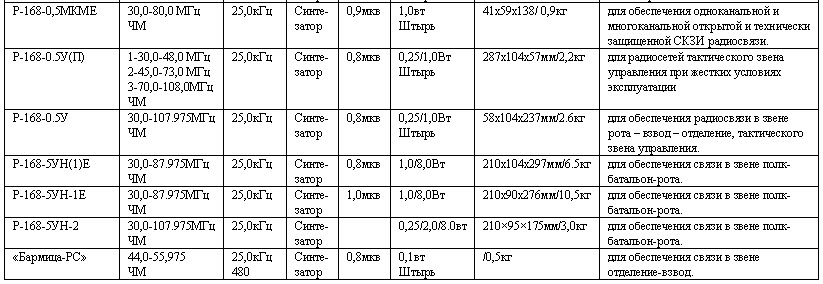 Р-168-0,5МКМЕ 30,0-80,0 МГц 25,0кГц Синте- 0,9мкв 1,0вт 41х59х138/ 0,9кг для обеспечения одноканальной и
ЧМ затор Штырь многоканальной открытой и технически
защищенной СКЗИ радиосвязи.
Р-168-0.5У(П) 1-30,0-48,0 МГц 25,0кГц Синте- 0,8мкв 0,25/1,0Вт 287х104х57мм/2,2кг для радиосетей тактического звена
2-45,0-73,0 МГц затор Штырь управления при жестких условиях
3-70,0-108,0МГц эксплуатации
ЧМ
Р-168-0.5У 30,0-107.975МГц 25,0кГц Синте- 0,8мкв 0,25/1,0Вт 58х104х237мм/2.6кг для обеспечения радиосвязи в звене
ЧМ затор Штырь рота – взвод – отделение, тактического
звена управления.
Р-168-5УН(1)Е 30,0-87.975МГц 25,0кГц Синте- 0,8мкв 1,0/8,0Вт 210х104х297мм/6.5кг для обеспечения связи в звене полк-
ЧМ затор батальон-рота.
Р-168-5УН-1Е 30,0-87.975МГц 25,0кГц Синте- 1,0мкв 1,0/8,0Вт 210х90х276мм/10,5кг для обеспечения связи в звене полк-
ЧМ затор батальон-рота.
Р-168-5УН-2 30,0-107.975МГц 25,0кГц Синте- 0,25/2,0/8.0вт 210×95×175мм/3,0кг для обеспечения связи в звене полк-
ЧМ затор батальон-рота.
«Бармица-РС» 44,0-55,975 25,0кГц Синте- 0,8мкв 0,1вт /0,5кг для обеспечения связи в звене
ЧМ 480 затор Штырь отделение-взвод.